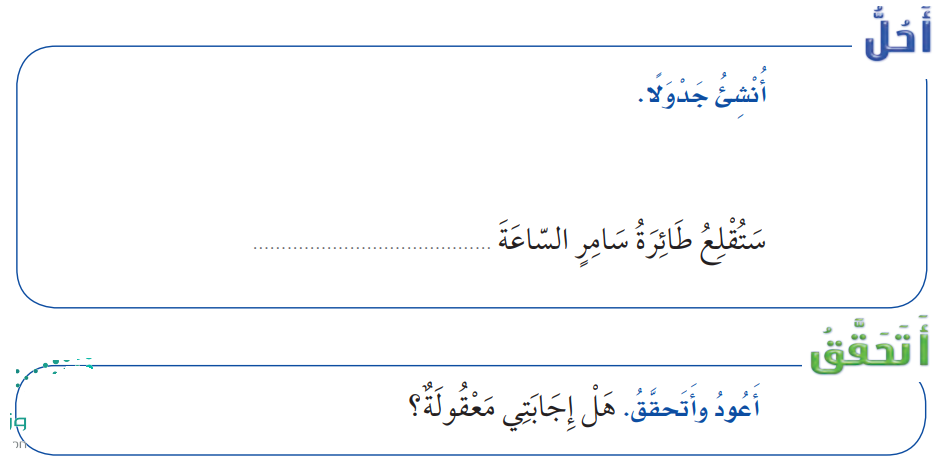 أَحُلُّ
أُنْشِئُ جَدْوَلًا.
سَتُقْلِعُ طَائِرَةُ سَامِرٍ السّاعَةَ ..........................................
أَتَحَقَّقُ
أَعُودُ وأَتَحقَّقُ. هَلْ إِجَابَتِي مَعْقُولَةٌ؟